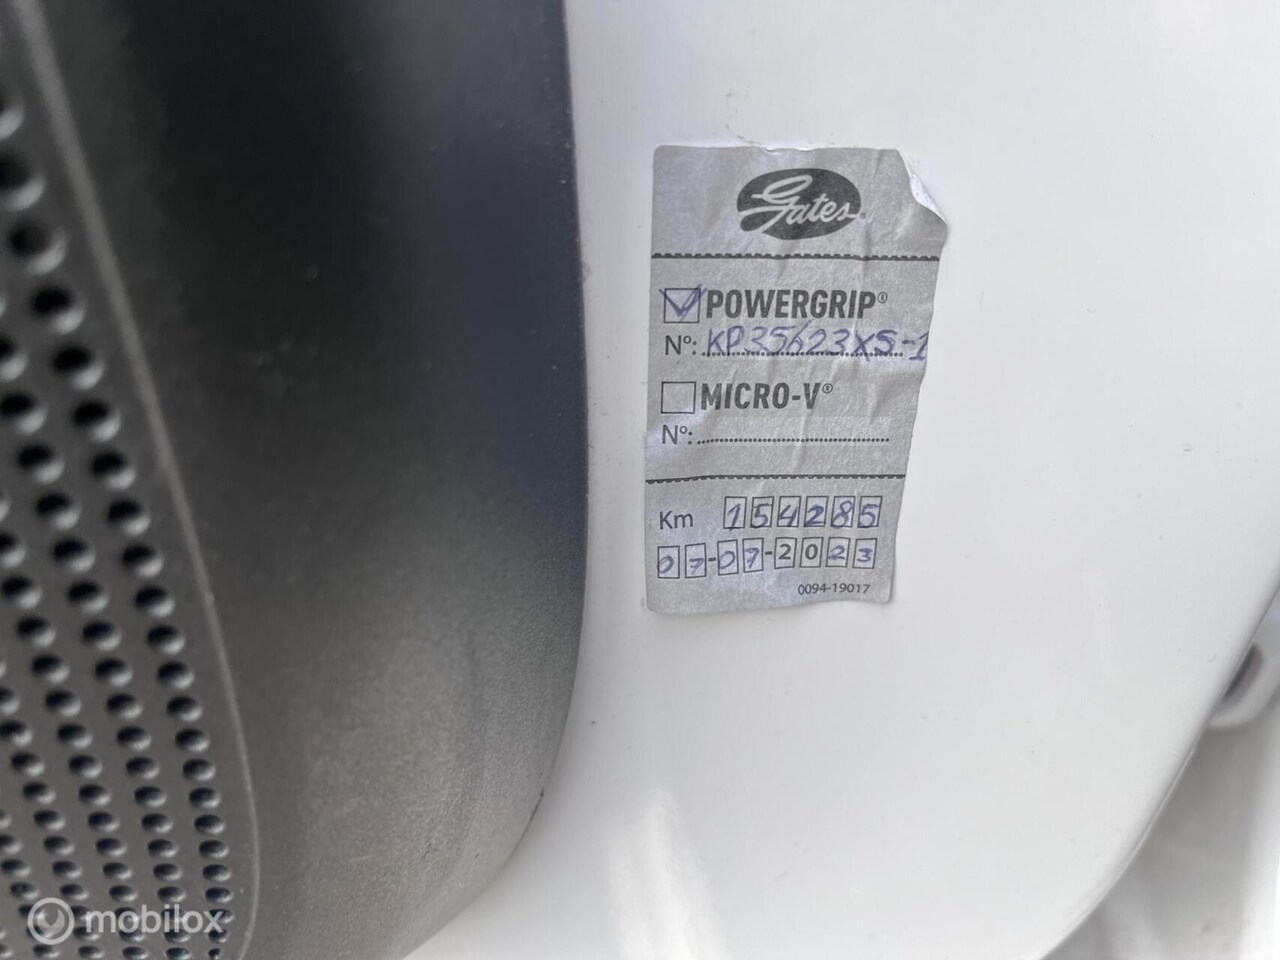 Gates®
POWERGRIP®
Nº: KP35623XS-1
MICRO-V®
Nº:
Km 154285
07-07-2023
0094-19017
mobilox